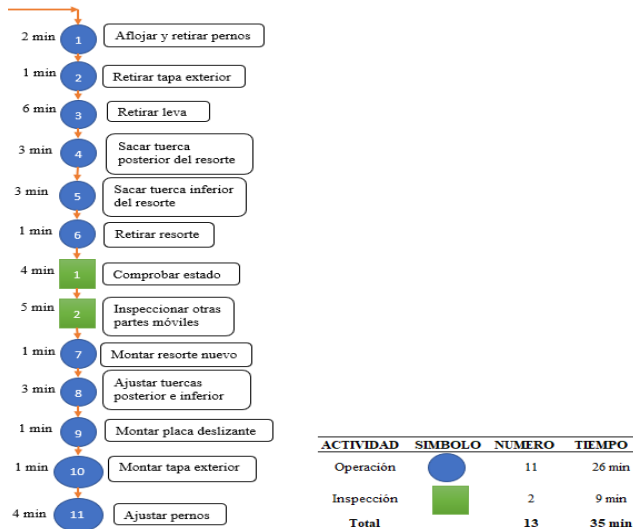 2 min 1 Aflojar y retirar pernos
1 min 2 Retirar tapa exterior
6 min 3 Retirar leva
3 min 4 Sacar tuerca
posterior del resorte
3 min 5 Sacar tuerca inferior
del resorte
1 min 6 Retirar resorte
4 min 1 Comprobar estado
5 min 2 Inspeccionar otras
partes móviles
1 min 7 Montar resorte nuevo
3 min 8 Ajustar tuercas
posterior e inferior
1 min 9 Montar placa deslizante
1 min 10 Montar tapa exterior
4 min 11 Ajustar pernos
ACTIVIDAD SIMBOLO NUMERO TIEMPO
Operación 11 26 min
Inspección 2 9 min
Total 13 35 min